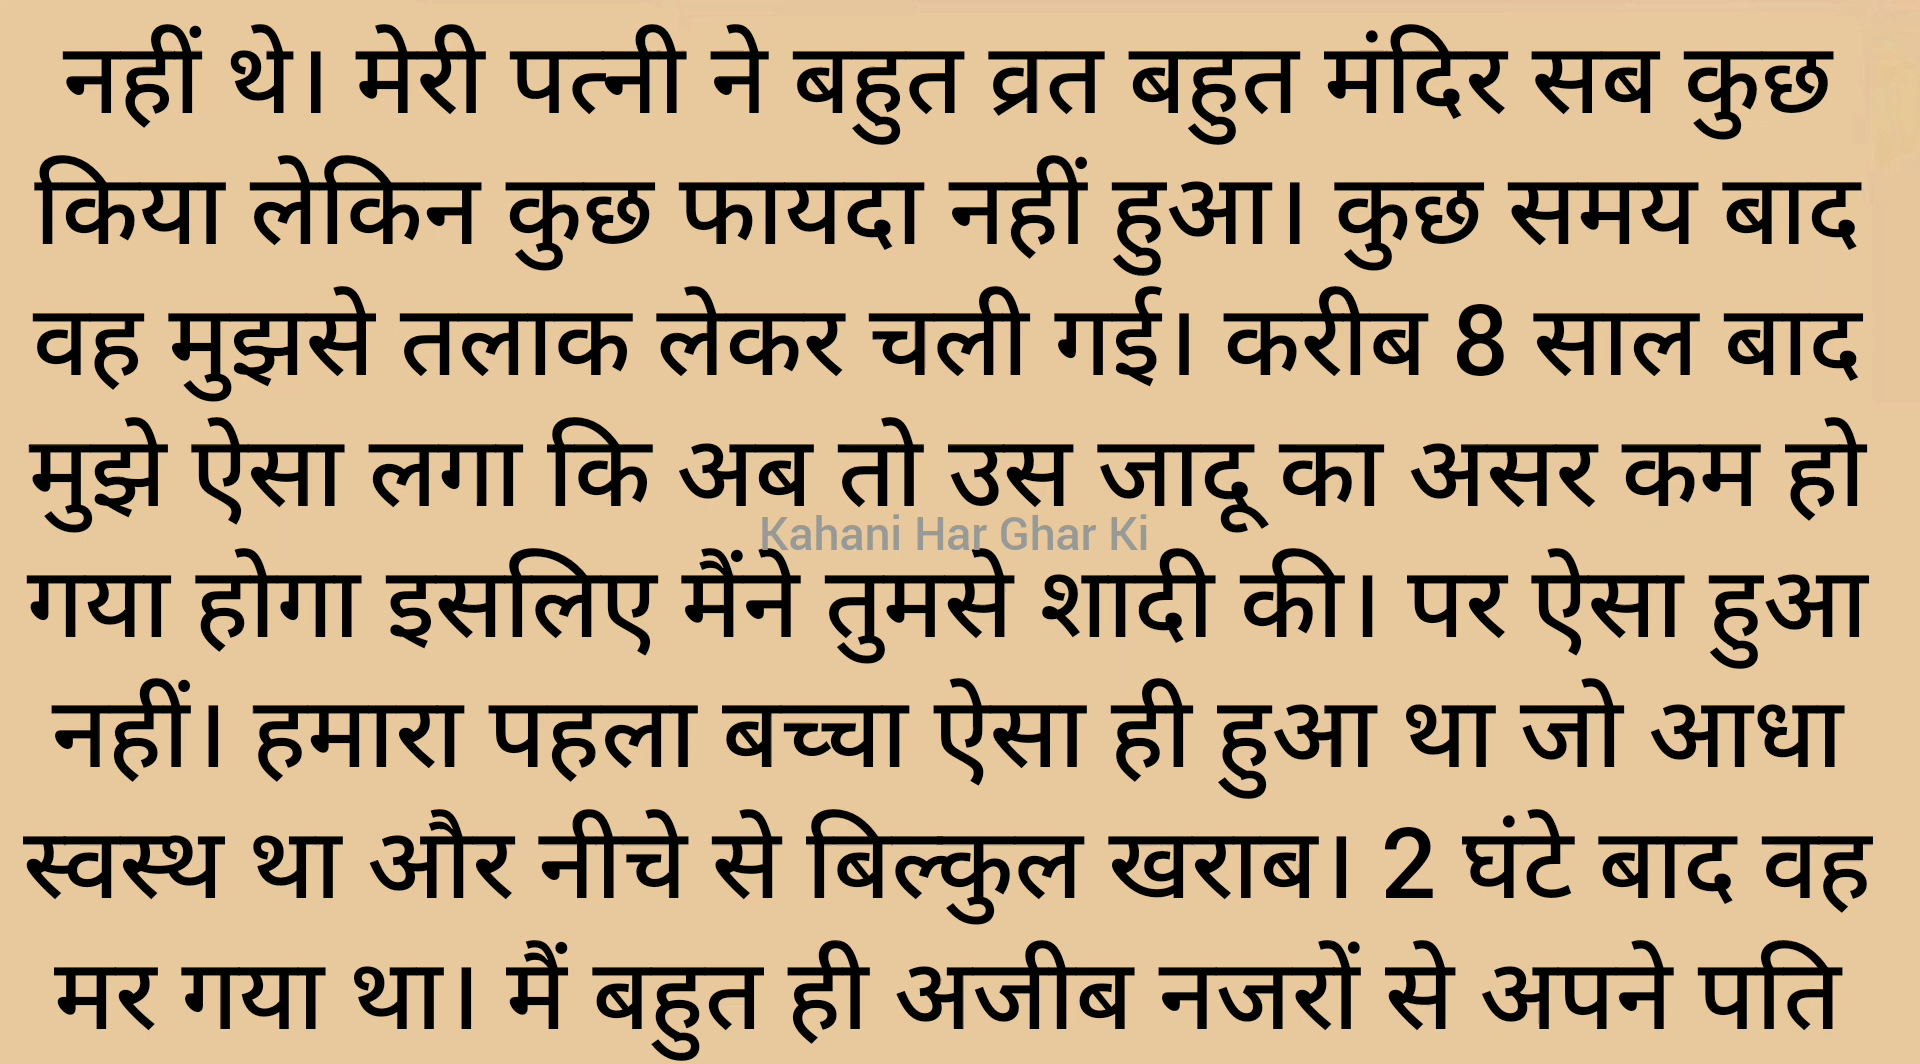 नहीं थे। मेरी पत्नी ने बहुत व्रत बहुत मंदिर सब कुछ
किया लेकिन कुछ फायदा नहीं हुआ। कुछ समय बाद
वह मुझसे तलाक लेकर चली गई। करीब 8 साल बाद
मुझे ऐसा लगा कि अब तो उस जादू का असर कम हो
Kahani Har Ghar Ki
गया होगा इसलिए मैंने तुमसे शादी की। पर ऐसा हुआ
नहीं। हमारा पहला बच्चा ऐसा ही हुआ था जो आधा
स्वस्थ था और नीचे से बिल्कुल खराब। 2 घंटे बाद वह
मर गया था। मैं बहुत ही अजीब नजरों से अपने पति